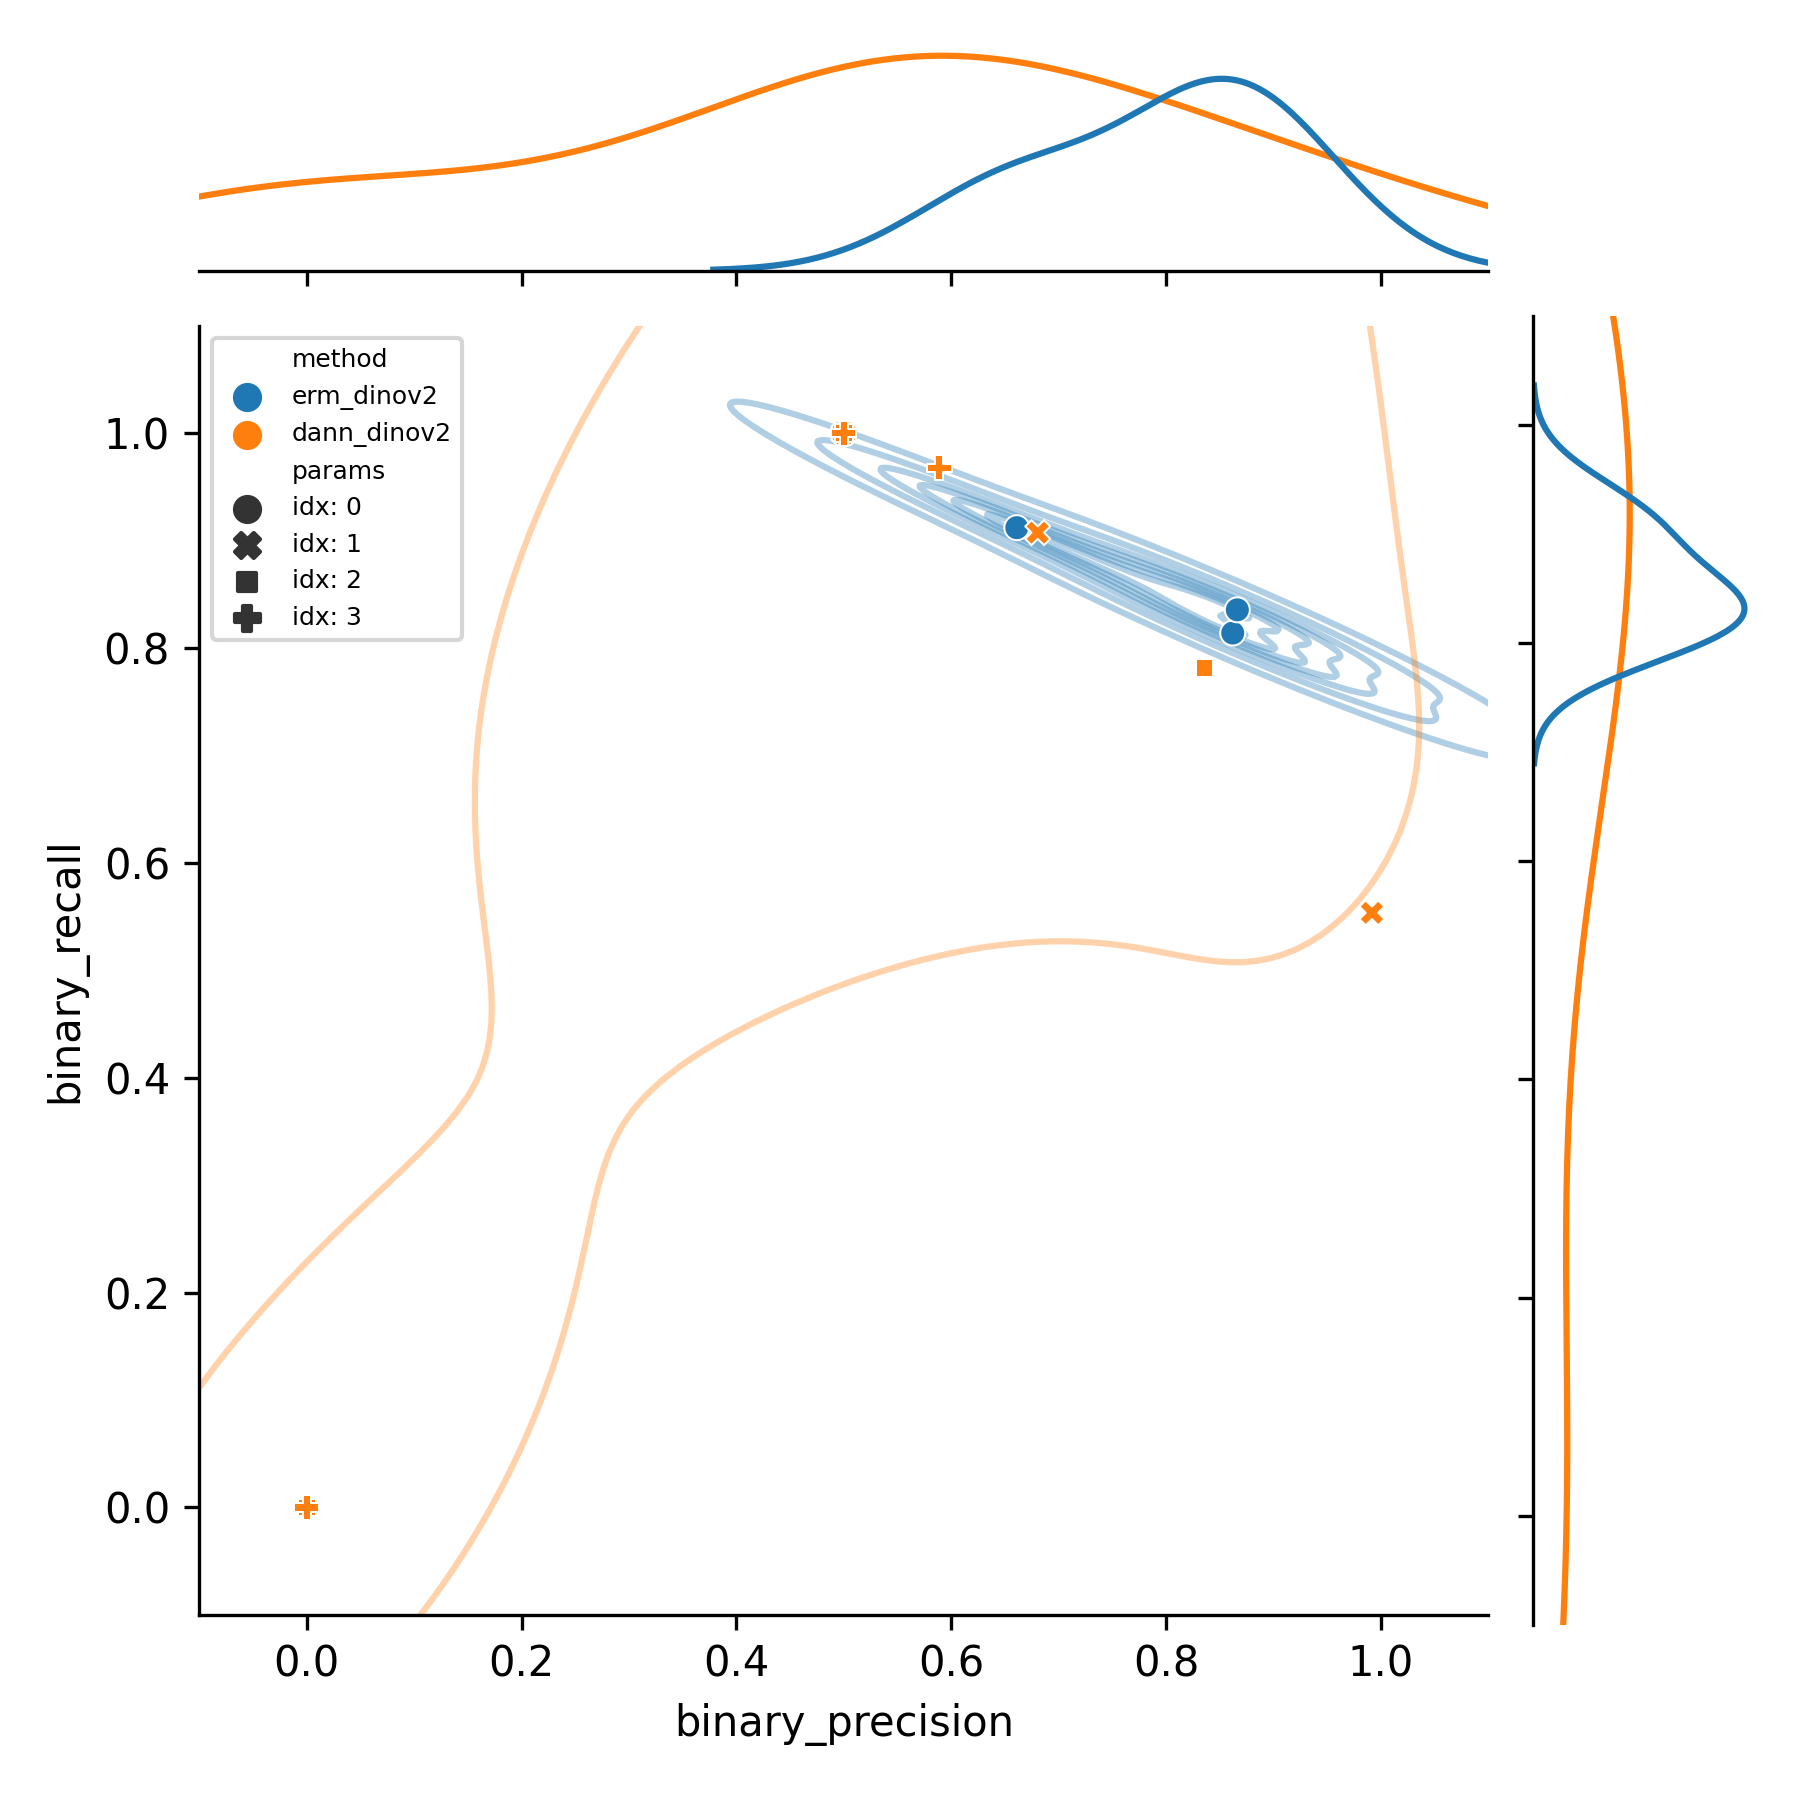 method
erm_dinov2
dann_dinov2
params
idx: 0
idx: 1
idx: 2
idx: 3
1.0
0.8
0.6
0.4
0.2
0.0
binary_recall
0.0 0.2 0.4 0.6 0.8 1.0
binary_precision